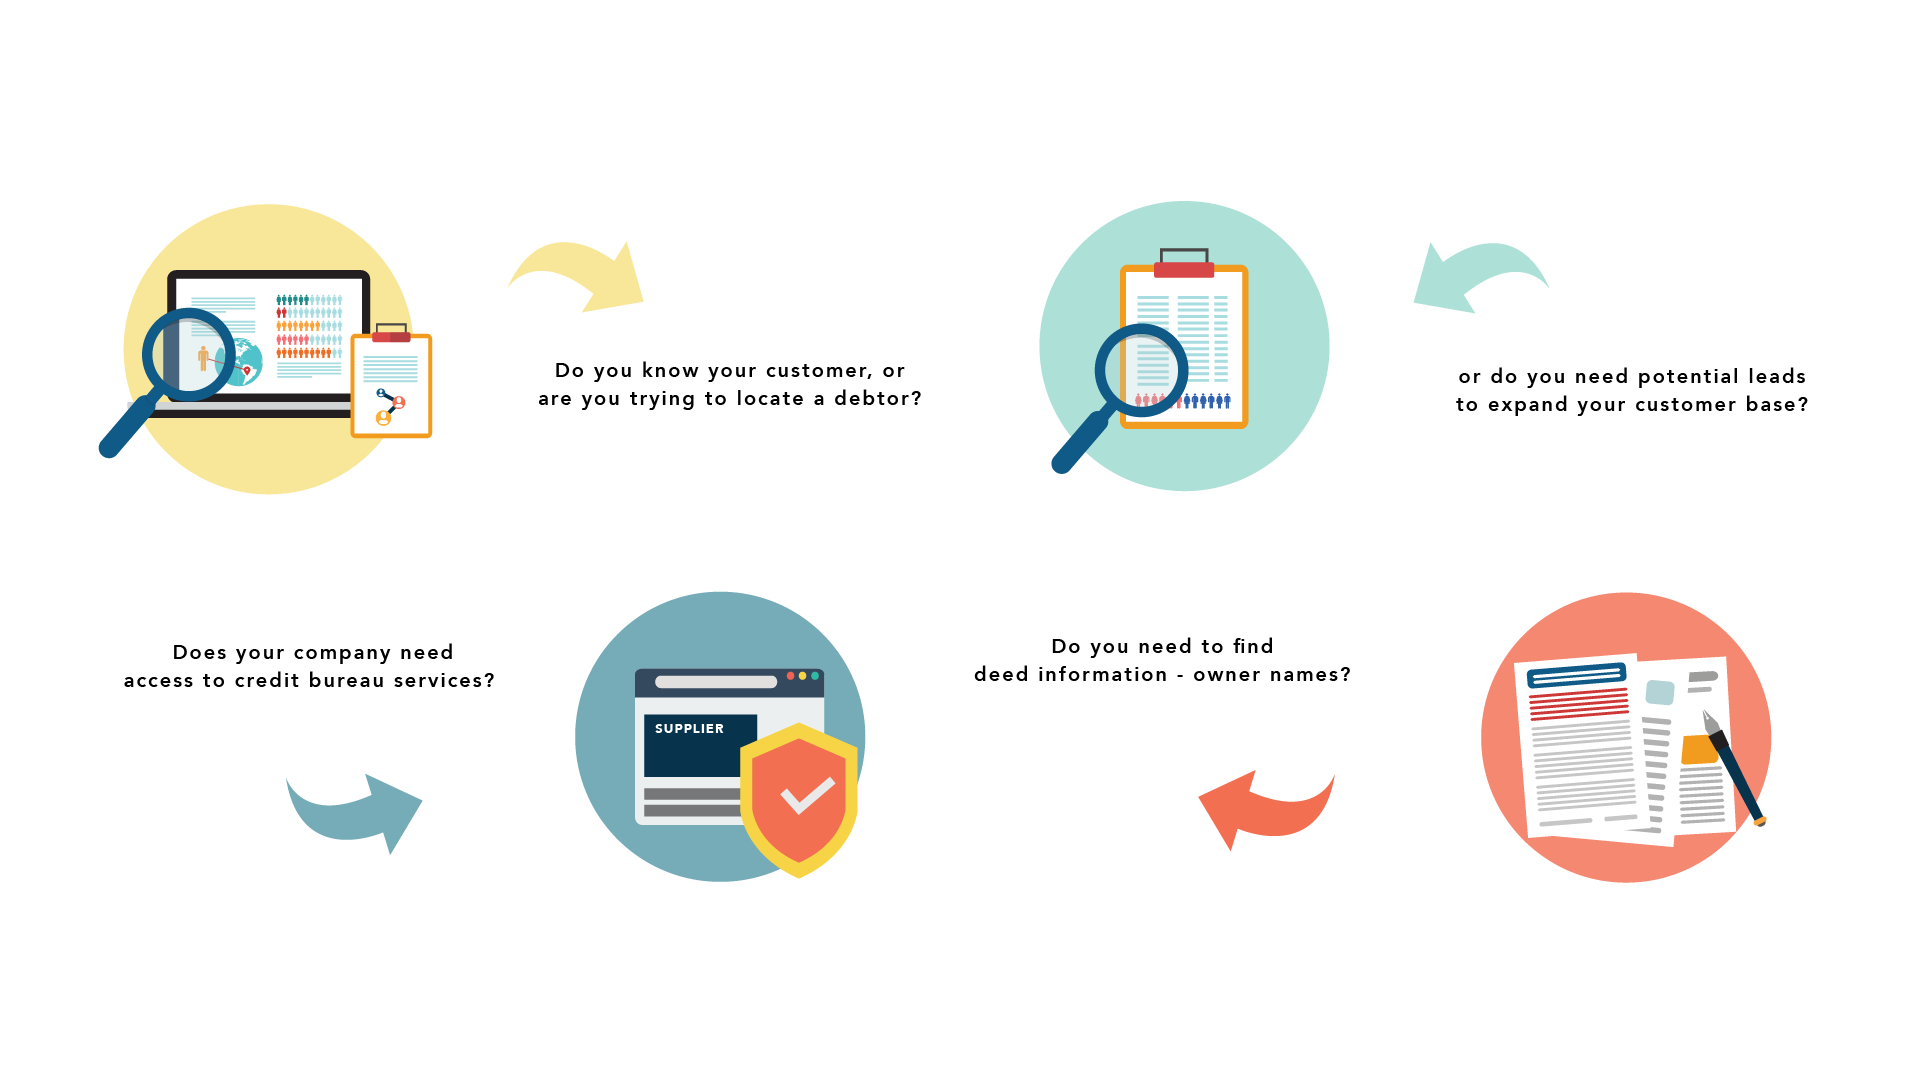 Do you know your customer, or
are you trying to locate a debtor?
or do you need potential leads
to expand your customer base?
Does your company need
access to credit bureau services?
SUPPLIER
Do you need to find
deed information - owner names?